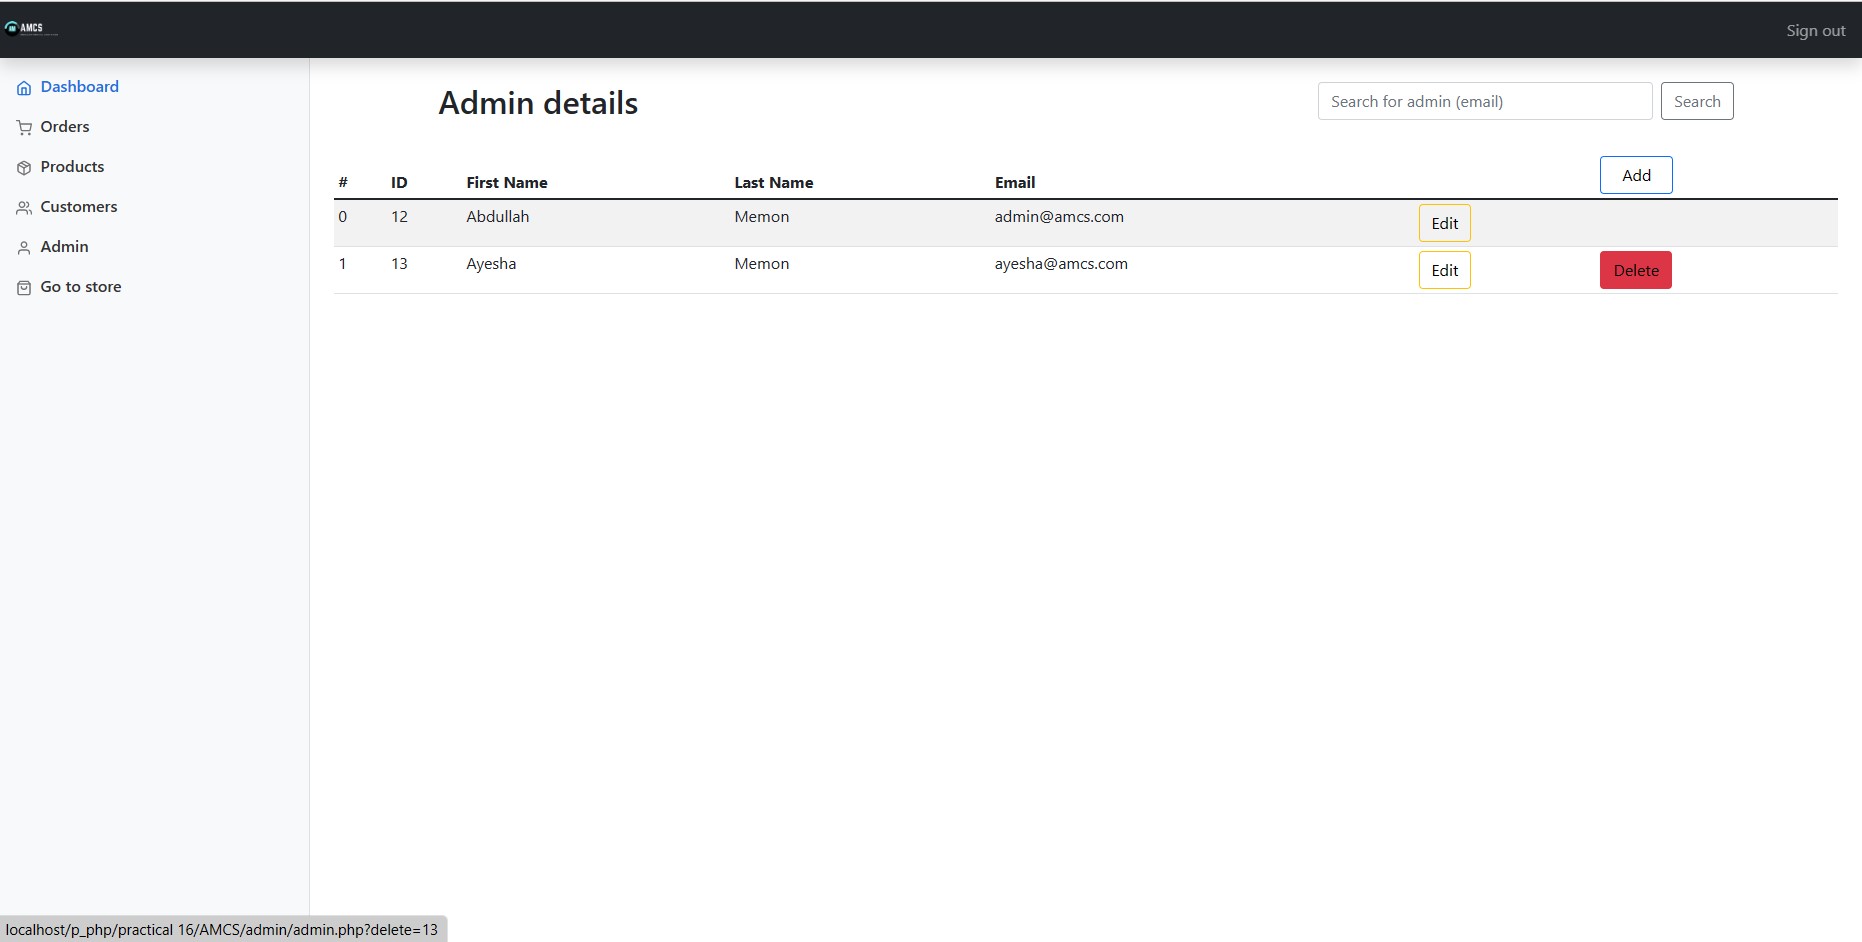 AMCS
Sign out
Dashboard
Orders
Products
Customers
Admin
Go to store
Admin details
Search for admin (email) Search
# ID First Name Last Name Email Add
0 12 Abdullah Memon admin@amcs.com Edit
1 13 Ayesha Memon ayesha@amcs.com Edit Delete
localhost/p_php/practical 16/AMCS/admin/admin.php?delete=13